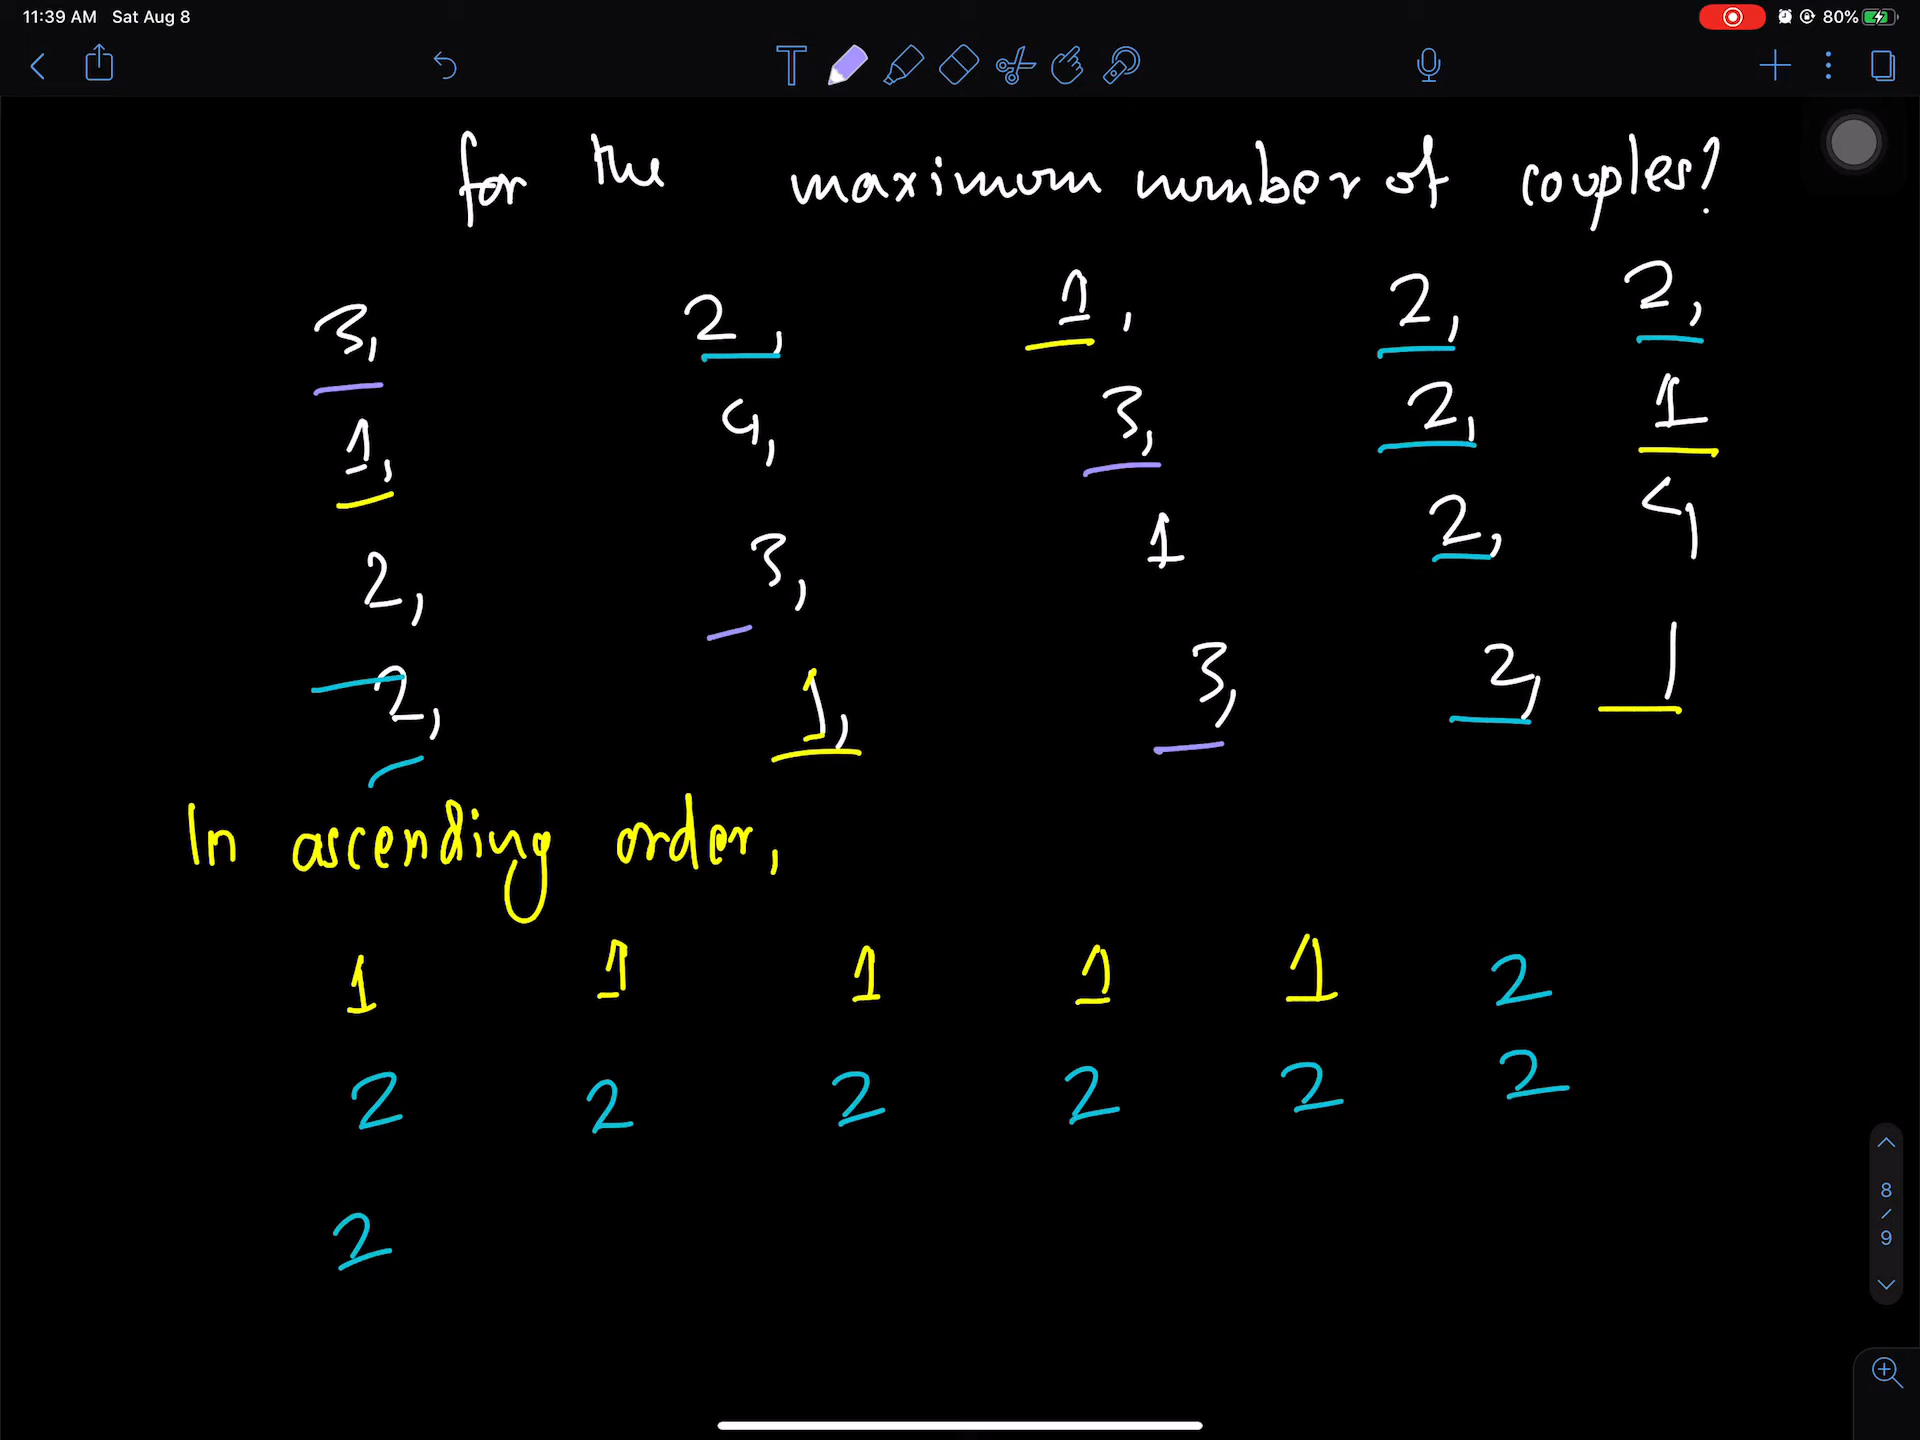 11:39 AM Sat Aug 8 80%
T
for the maximum number of couples?
3, 2, 1, 2, 2,
1, 4, 3, 2, 1
2, 3, 1 2, 4,
2, 1, 3, 2, 1
In ascending order,
1 1 1 1 1 2
2 2 2 2 2 2
2
8
/
9